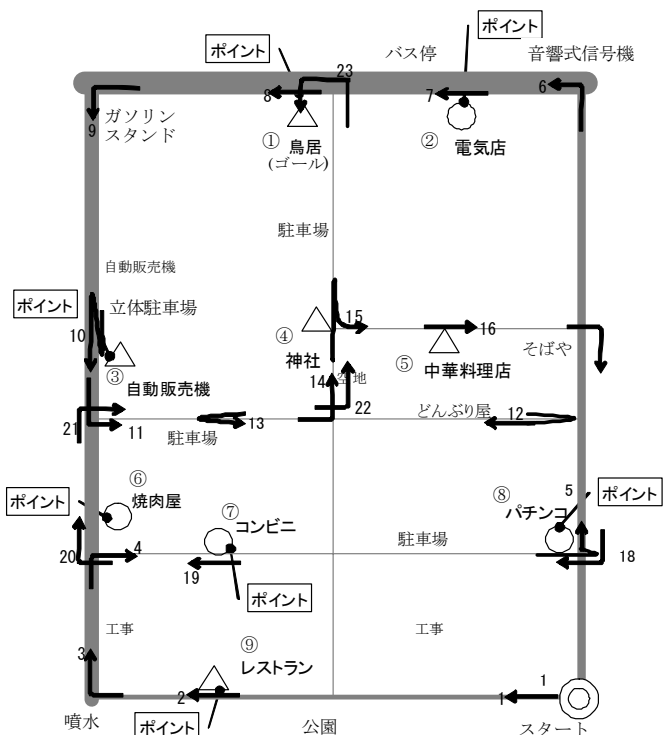 ポイント
バス停
ポイント
音響式信号機
23
8
7
6
9
ガソリン
スタンド
① 鳥居
(ゴール)
② 電気店
駐車場
自動販売機
ポイント
立体駐車場
10
③
自動販売機
④
神社
15
⑤
中華料理店
16
そばや
14
空地
22
21
11
駐車場
13
どんぶり屋
12
ポイント
⑥
焼肉屋
⑦
コンビニ
⑧
パチンコ
5
ポイント
駐車場
20
4
19
18
ポイント
工事
工事
3
⑨
レストラン
2
1
1
噴水
ポイント
公園
スタート